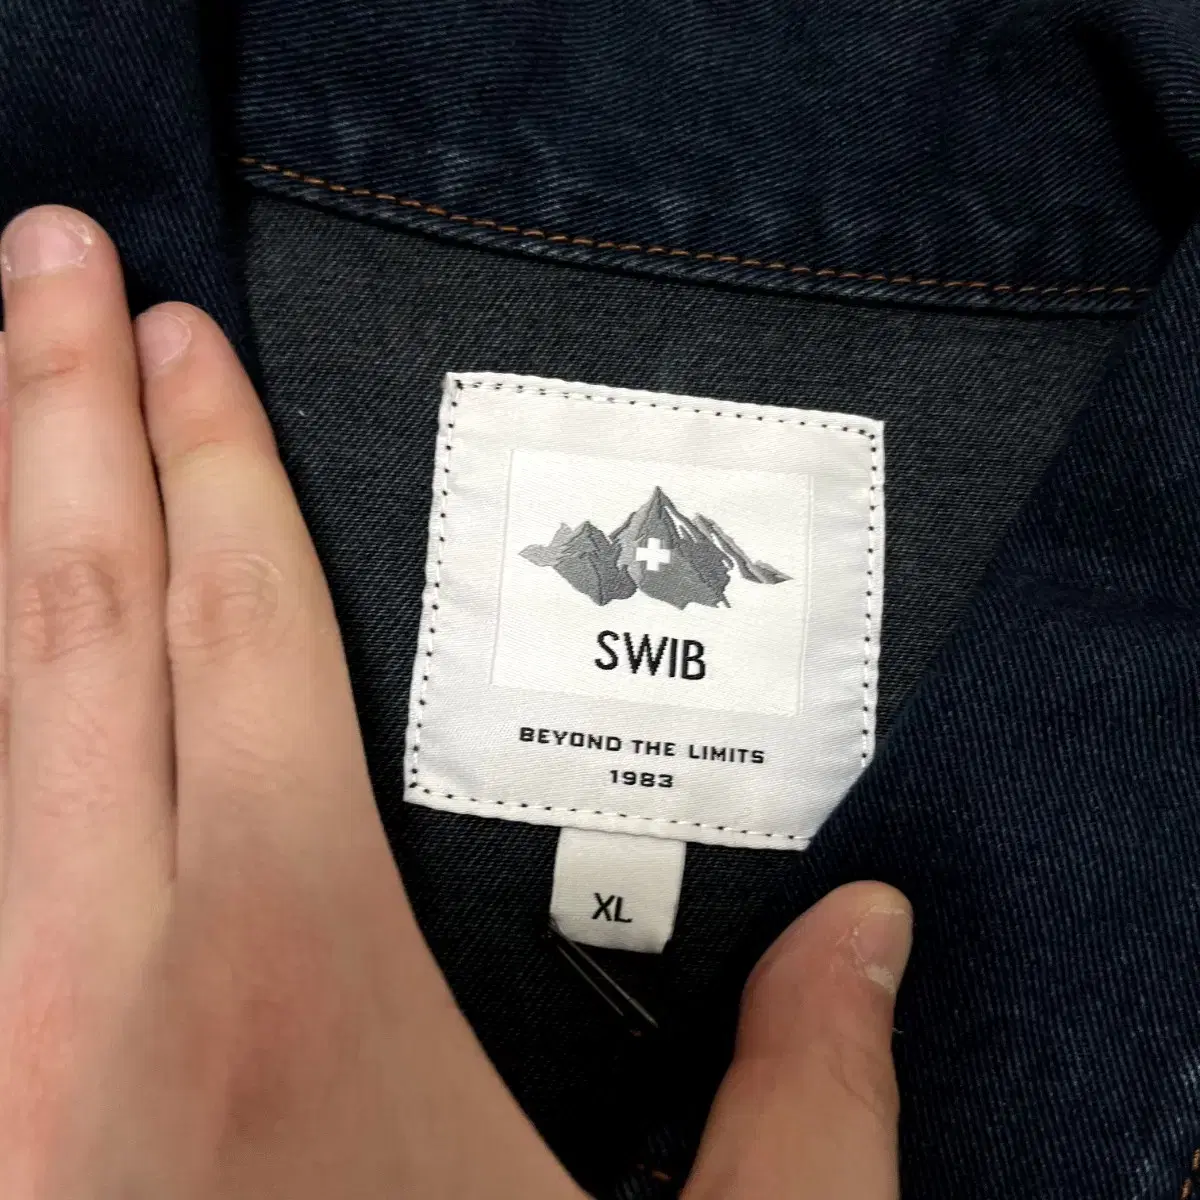 SWIB
BEYOND THE LIMITS
1983
XL